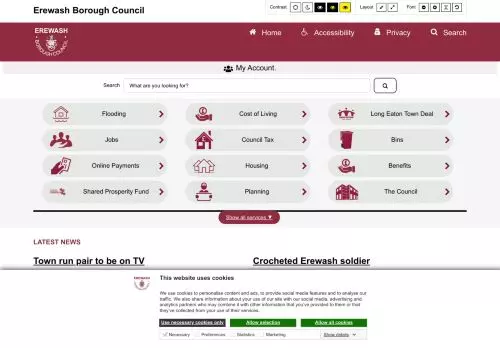 Erewash Borough Council
Contrast Layout Font
EREWASH
BOROUGH COUNCIL
Home Accessibility Privacy Search
My Account.
Search What are you looking for?
Flooding Cost of Living Long Eaton Town Deal
Jobs Council Tax Bins
Online Payments Housing Benefits
Shared Prosperity Fund Planning The Council
Show all services ▼
LATEST NEWS
Town run pair to be on TV Crocheted Erewash soldier
EREWASH
This website uses cookies
We use cookies to personalise content and ads, to provide social media features and to analyse our
traffic. We also share information about your use of our site with our social media, advertising and
analytics partners who may combine it with other information that you've provided to them or that
they've collected from your use of their services.
Use necessary cookies only Allow selection Allow all cookies
Necessary Preferences Statistics Marketing Show details